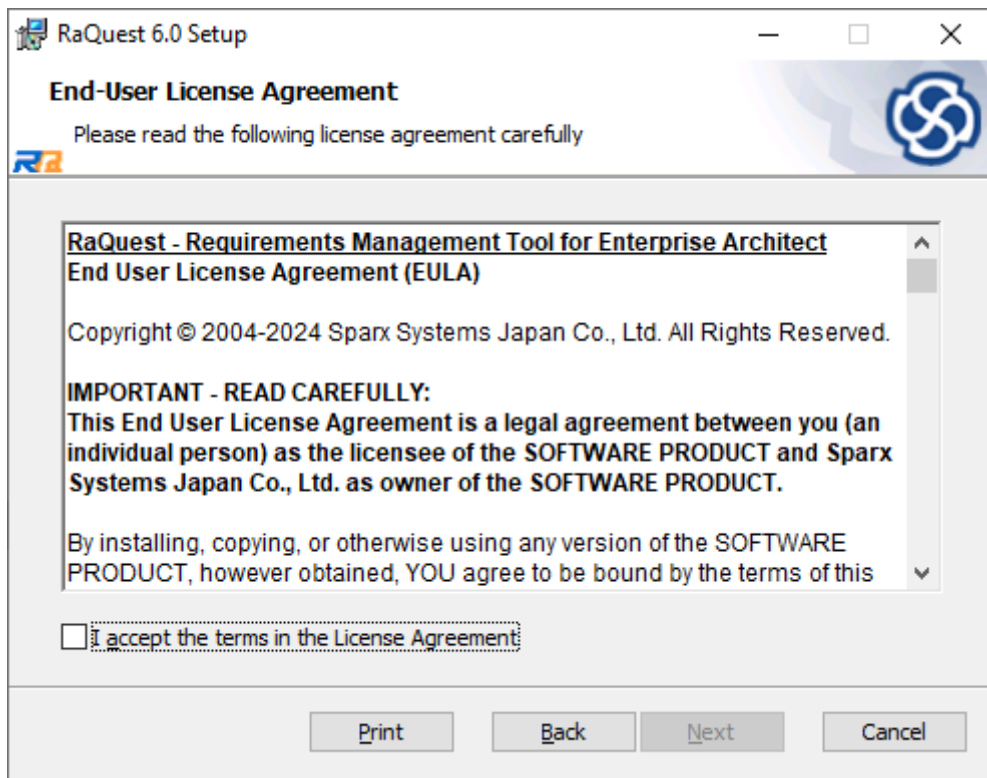 RaQuest 6.0 Setup
End-User License Agreement
Please read the following license agreement carefully
Ra
RaQuest - Requirements Management Tool for Enterprise Architect
End User License Agreement (EULA)
Copyright © 2004-2024 Sparx Systems Japan Co., Ltd. All Rights Reserved.
IMPORTANT - READ CAREFULLY:
This End User License Agreement is a legal agreement between you (an
individual person) as the licensee of the SOFTWARE PRODUCT and Sparx
Systems Japan Co., Ltd. as owner of the SOFTWARE PRODUCT.
By installing, copying, or otherwise using any version of the SOFTWARE
PRODUCT, however obtained, YOU agree to be bound by the terms of this
I accept the terms in the License Agreement
Print
Back
Next
Cancel